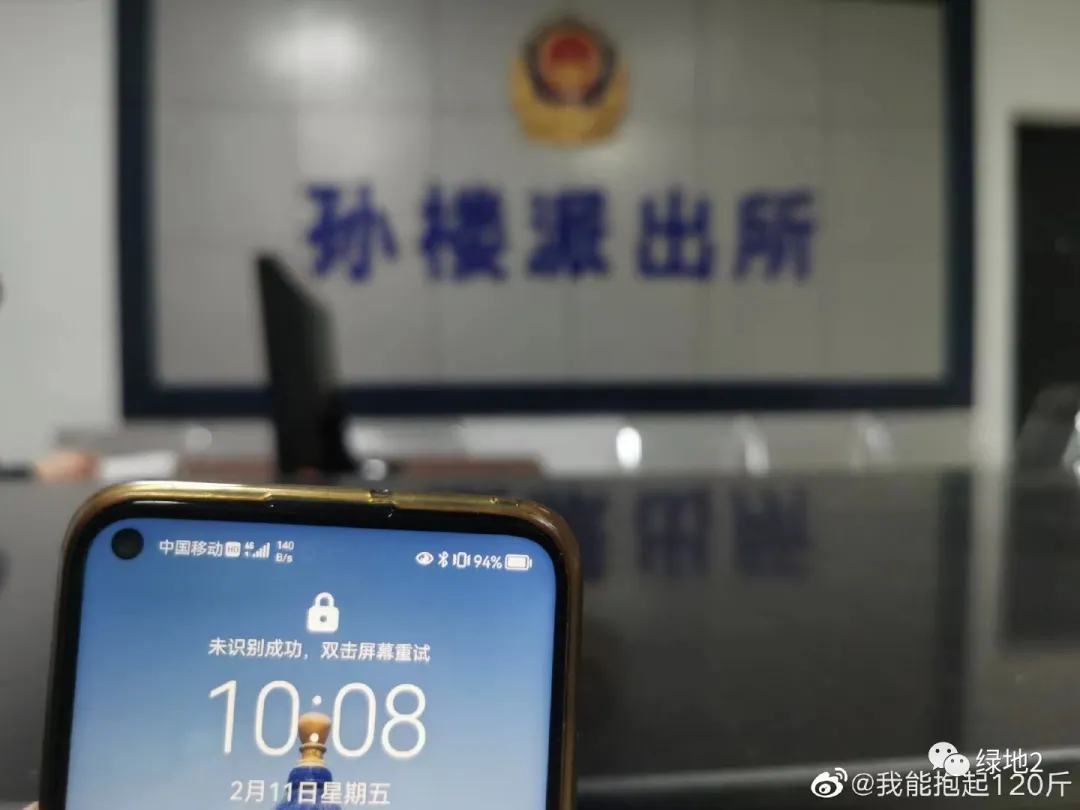 孙楼派出所
中国移动 HD 4G 140 B/s 94%
未识别成功，双击屏幕重试
10:08
2月11日星期五
绿地2
@我能抱起120斤